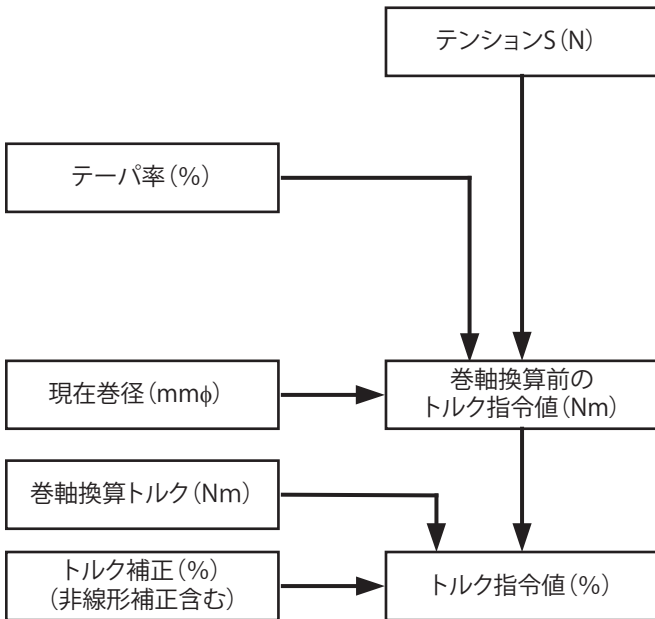 テンションS(N)
テーパ率(%)
現在巻径(mmφ)
巻軸換算前の
トルク指令値(Nm)
巻軸換算トルク(Nm)
トルク補正(%)
(非線形補正含む)
トルク指令値(%)